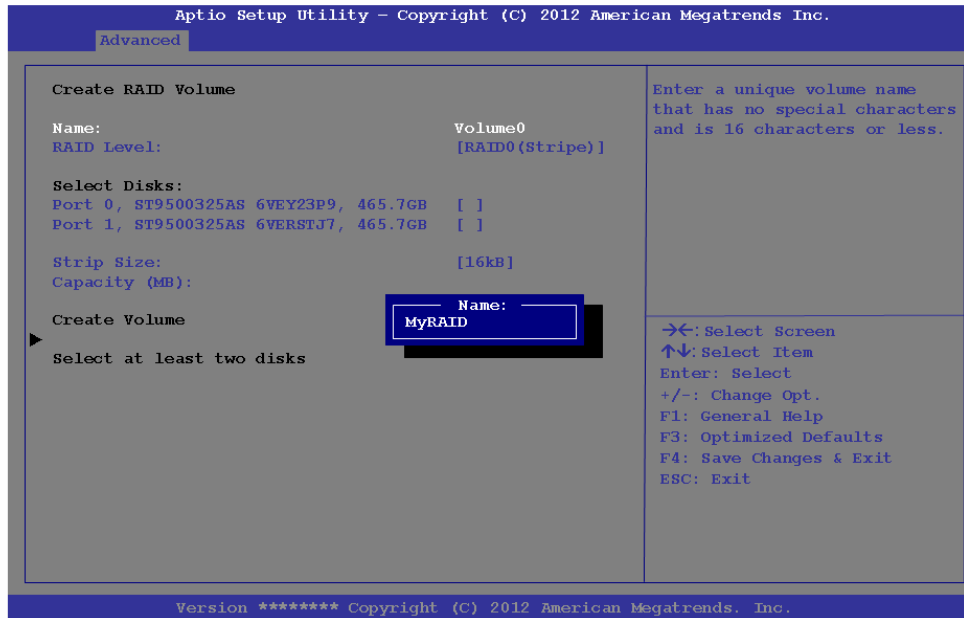 Aptio Setup Utility – Copyright (C) 2012 American Megatrends Inc.
Advanced
Create RAID Volume
Name: Volume0
RAID Level: [RAID0(Stripe)]
Select Disks:
Port 0, ST9500325AS 6VEY23P9, 465.7GB [ ]
Port 1, ST9500325AS 6VERSTJ7, 465.7GB [ ]
Strip Size: [16kB]
Capacity (MB):
Create Volume
Select at least two disks
Name:
MyRAID
Enter a unique volume name
that has no special characters
and is 16 characters or less.
→←: Select Screen
↑↓: Select Item
Enter: Select
+/-: Change Opt.
F1: General Help
F3: Optimized Defaults
F4: Save Changes & Exit
ESC: Exit
Version ******** Copyright (C) 2012 American Megatrends. Inc.